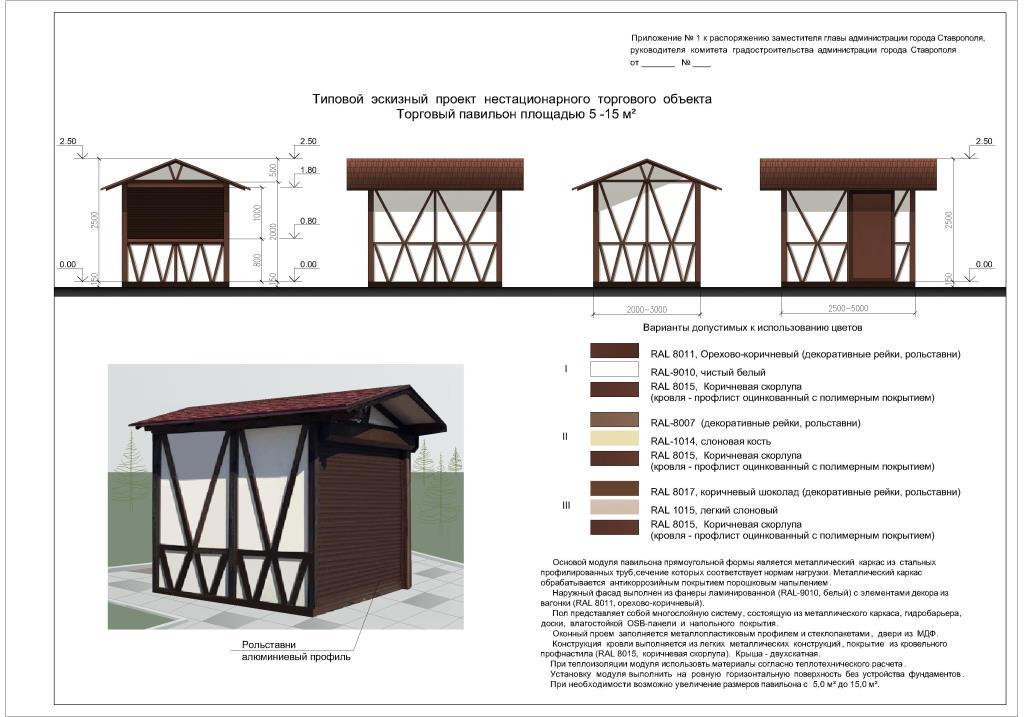 Приложение № 1 к распоряжению заместителя главы администрации города Ставрополя,
руководителя комитета градостроительства администрации города Ставрополя
от _______ № ____
Типовой эскизный проект нестационарного торгового объекта
Торговый павильон площадью 5 -15 м²
2.50
2.50
1.80
0.80
0.00
0.00
2500
150
500
1000
2000
800
150
2.50
0.00
2500
150
2000-3000
2500-5000
Варианты допустимых к использованию цветов
I
RAL 8011, Орехово-коричневый (декоративные рейки, рольставни)
RAL-9010, чистый белый
RAL 8015, Коричневая скорлупа
(кровля - профлист оцинкованный с полимерным покрытием)
II
RAL-8007 (декоративные рейки, рольставни)
RAL-1014, слоновая кость
RAL 8015, Коричневая скорлупа
(кровля - профлист оцинкованный с полимерным покрытием)
III
RAL 8017, коричневый шоколад (декоративные рейки, рольставни)
RAL 1015, легкий слоновый
RAL 8015, Коричневая скорлупа
(кровля - профлист оцинкованный с полимерным покрытием)
Рольставни
алюминиевый профиль
Основой модуля павильона прямоугольной формы является металлический каркас из стальных
профилированных труб,сечение которых соответствует нормам нагрузки. Металлический каркас
обрабатывается антикоррозийным покрытием порошковым напылением.
Наружный фасад выполнен из фанеры ламинированной (RAL-9010, белый) с элементами декора из
вагонки (RAL 8011, орехово-коричневый).
Пол представляет собой многослойную систему, состоящую из металлического каркаса, гидробарьера,
доски, влагостойкой OSB-панели и напольного покрытия.
Оконный проем заполняется металлопластиковым профилем и стеклопакетами, двери из МДФ.
Конструкция кровли выполняется из легких металлических конструкций, покрытие из кровельного
профнастила (RAL 8015, коричневая скорлупа). Крыша - двухскатная.
При теплоизоляции модуля использовть материалы согласно теплотехнического расчета.
Установку модуля выполнить на ровную горизонтальную поверхность без устройства фундаментов.
При необходимости возможно увеличение размеров павильона с 5,0 м² до 15,0 м².